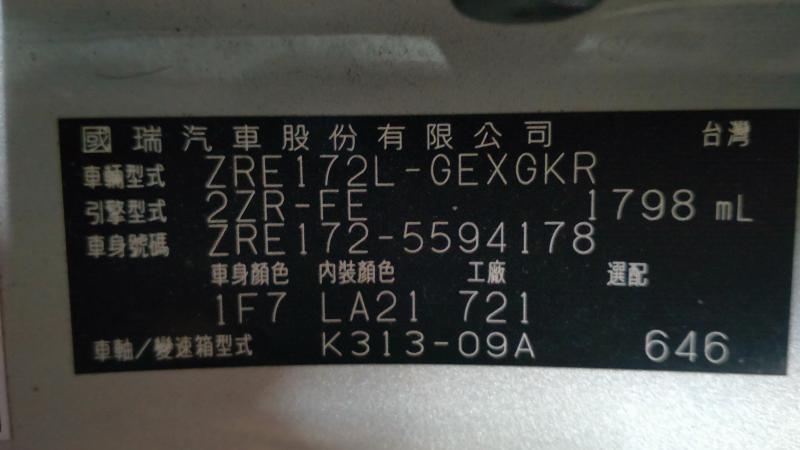 國瑞汽車股份有限公司 台灣
車輛型式 ZRE172L-GEXGKR
引擎型式 2ZR-FE 1798 mL
車身號碼 ZRE172-5594178
車身顏色 內裝顏色 工廠 選配
1F7 LA21 721
車軸/變速箱型式 K313-09A 646